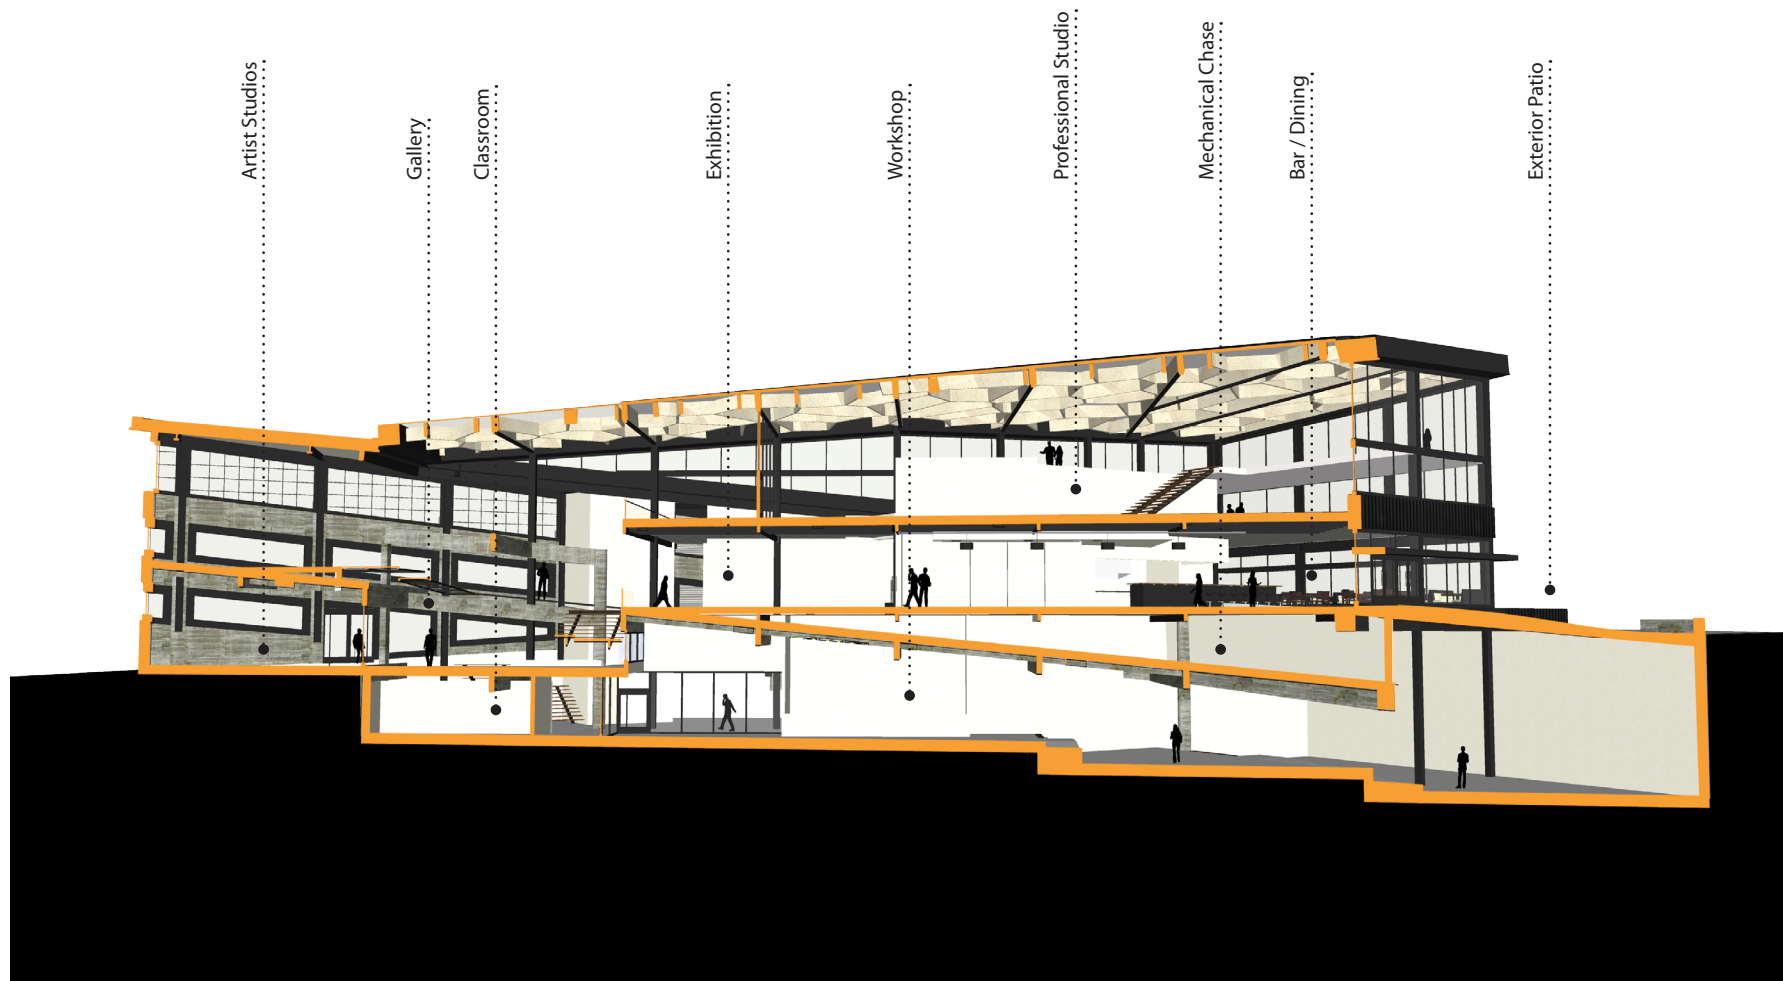 Artist Studios
Gallery
Classroom
Exhibition
Workshop
Professional Studio
Mechanical Chase
Bar / Dining
Exterior Patio